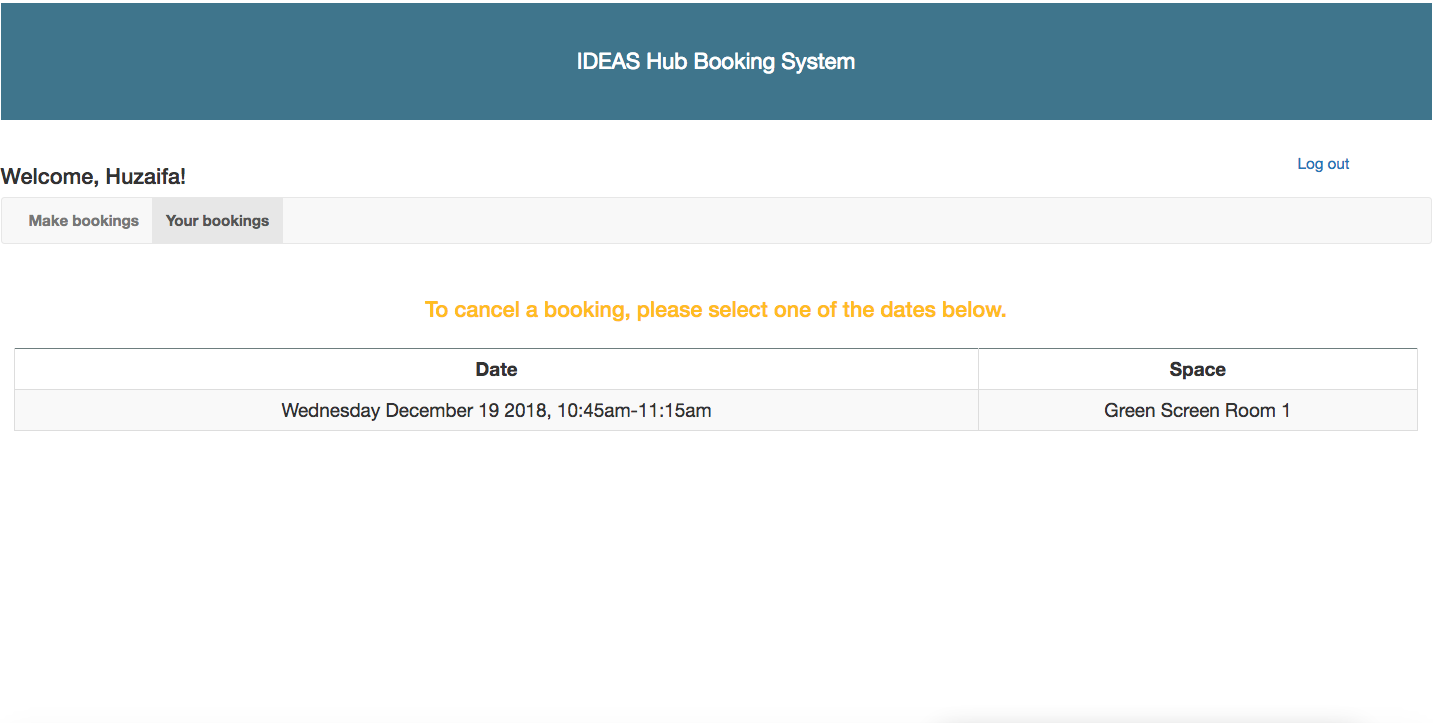 IDEAS Hub Booking System
Log out
Welcome, Huzaifa!
Make bookings Your bookings
To cancel a booking, please select one of the dates below.
Date Space
Wednesday December 19 2018, 10:45am-11:15am Green Screen Room 1